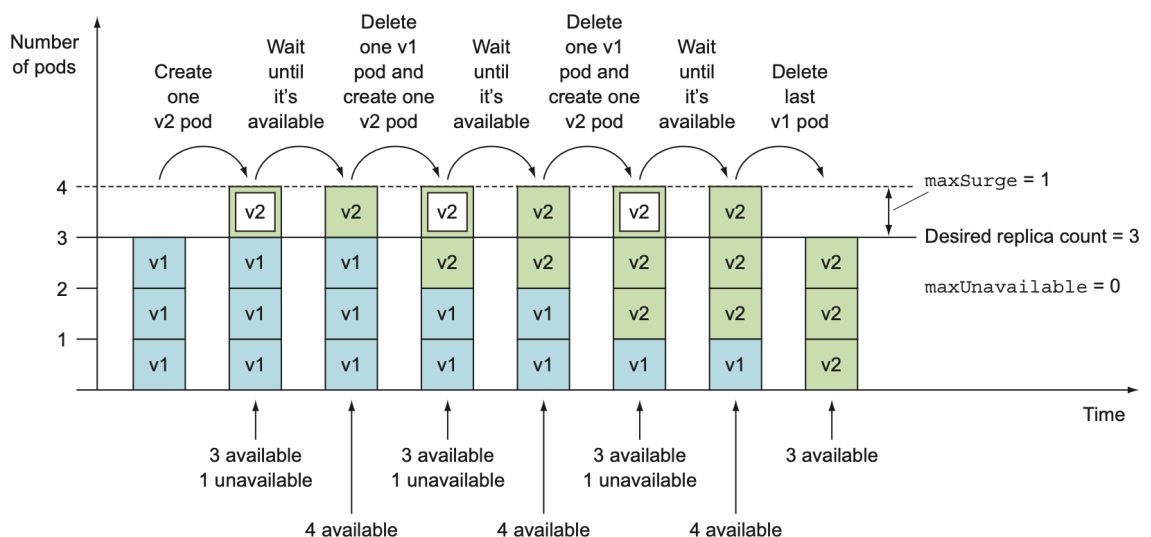 Number
of pods
Create
one
v2 pod
Wait
until
it's
available
Delete
one v1
pod and
create one
v2 pod
Wait
until
it's
available
Delete
one v1
pod and
create one
v2 pod
Wait
until
it's
available
Delete
last
v1 pod
4
v2
v2
v2
v2
v2
v2
maxSurge = 1
3
Desired replica count = 3
v1
v1
v1
v2
v2
v2
v2
v2
2
maxUnavailable = 0
v1
v1
v1
v1
v1
v2
v2
v2
1
v1
v1
v1
v1
v1
v1
v1
v2
Time
3 available
1 unavailable
3 available
1 unavailable
3 available
1 unavailable
3 available
4 available
4 available
4 available